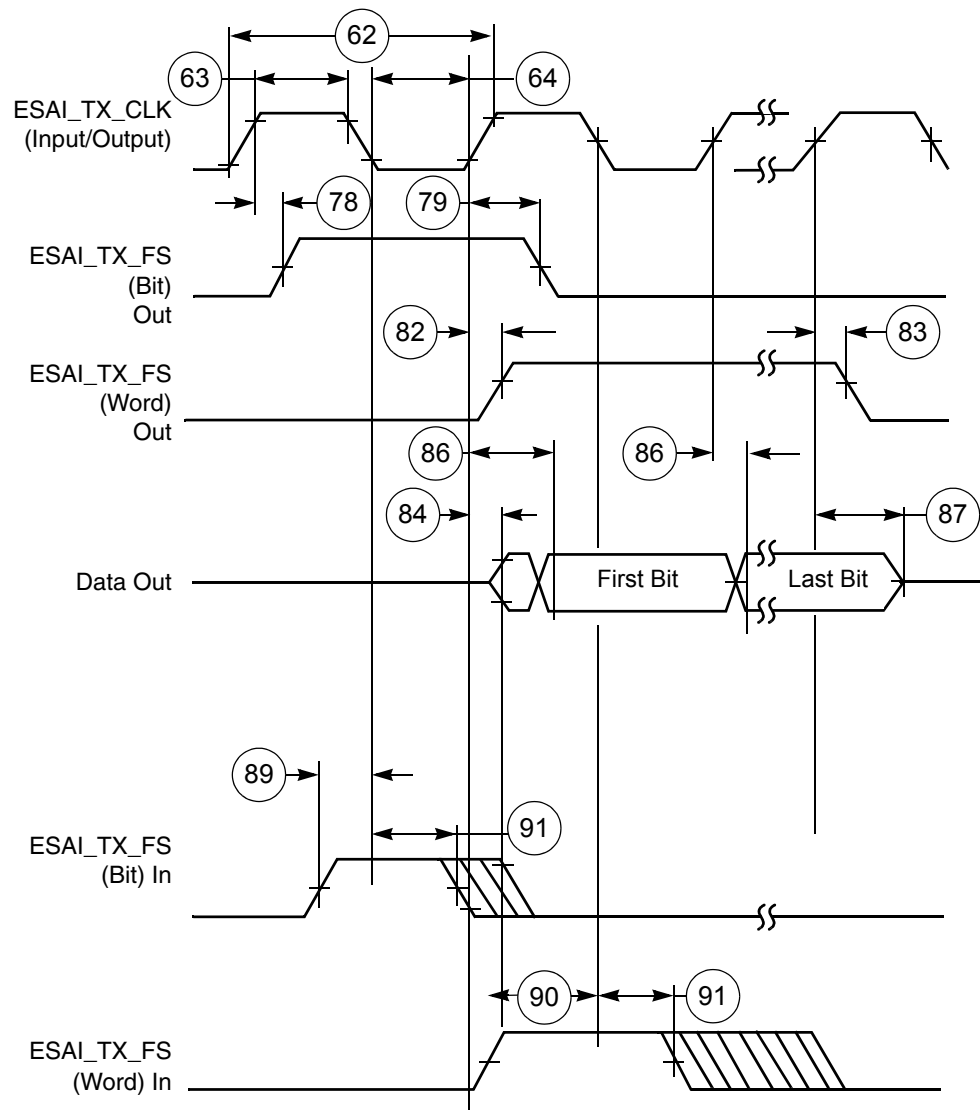 62
63
64
ESAI_TX_CLK
(Input/Output)
78
79
ESAI_TX_FS
(Bit)
Out
82
83
ESAI_TX_FS
(Word)
Out
86
86
84
87
Data Out
First Bit
Last Bit
89
91
ESAI_TX_FS
(Bit) In
90
91
ESAI_TX_FS
(Word) In